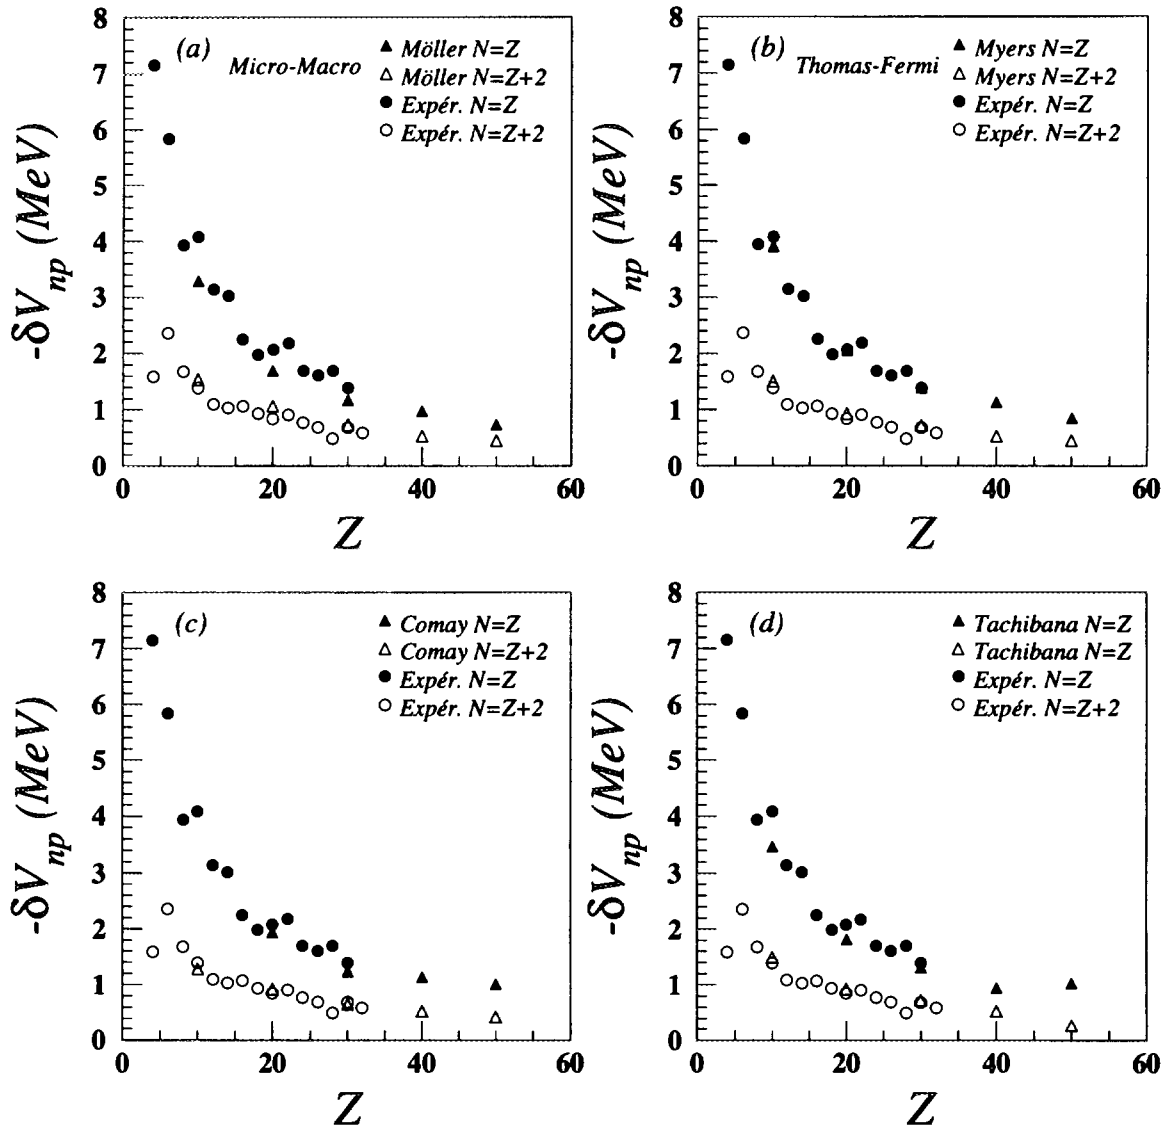 (a)
Micro-Macro
▲ Möller N=Z
△ Möller N=Z+2
● Expér. N=Z
○ Expér. N=Z+2
8
7
6
5
4
3
2
1
0
-δV_np (MeV)
0 20 40 60
Z
(b)
Thomas-Fermi
▲ Myers N=Z
△ Myers N=Z+2
● Expér. N=Z
○ Expér. N=Z+2
8
7
6
5
4
3
2
1
0
-δV_np (MeV)
0 20 40 60
Z
(c)
▲ Comay N=Z
△ Comay N=Z+2
● Expér. N=Z
○ Expér. N=Z+2
8
7
6
5
4
3
2
1
0
-δV_np (MeV)
0 20 40 60
Z
(d)
▲ Tachibana N=Z
△ Tachibana N=Z
● Expér. N=Z
○ Expér. N=Z+2
8
7
6
5
4
3
2
1
0
-δV_np (MeV)
0 20 40 60
Z